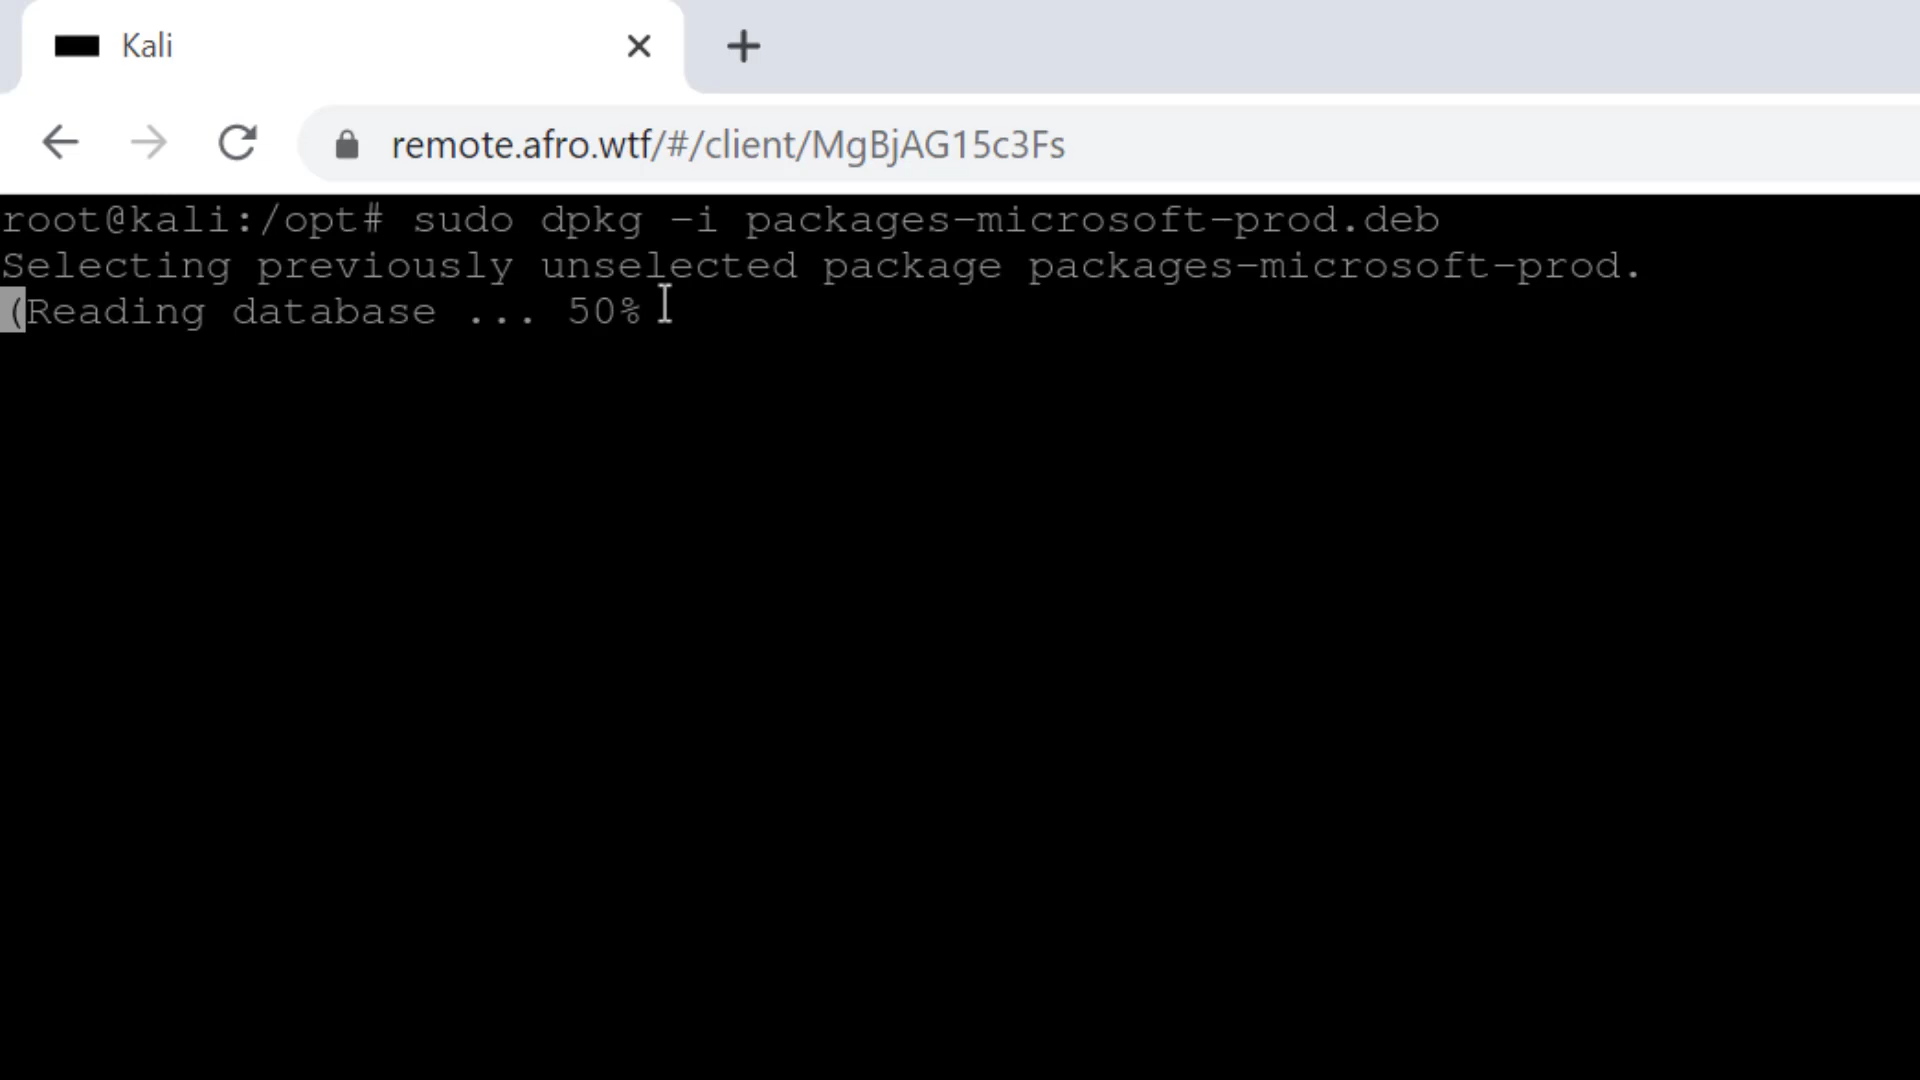 Kali
remote.afro.wtf/#/client/MgBjAG15c3Fs
root@kali:/opt# sudo dpkg -i packages-microsoft-prod.deb
Selecting previously unselected package packages-microsoft-prod.
(Reading database ... 50%